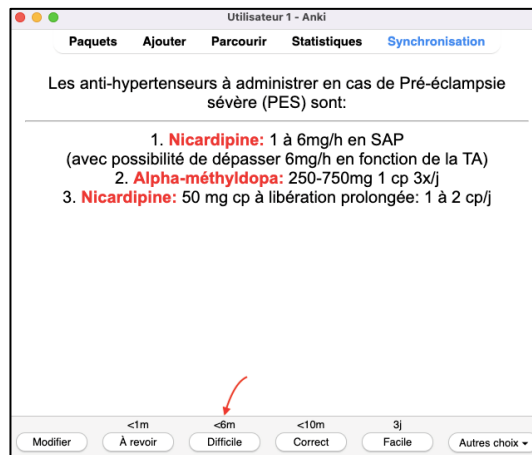 Utilisateur 1 - Anki
Paquets Ajouter Parcourir Statistiques Synchronisation
Les anti-hypertenseurs à administrer en cas de Pré-éclampsie
sévère (PES) sont:
1. Nicardipine: 1 à 6mg/h en SAP
(avec possibilité de dépasser 6mg/h en fonction de la TA)
2. Alpha-méthyldopa: 250-750mg 1 cp 3x/j
3. Nicardipine: 50 mg cp à libération prolongée: 1 à 2 cp/j
<1m <6m <10m 3j
Modifier À revoir Difficile Correct Facile Autres choix